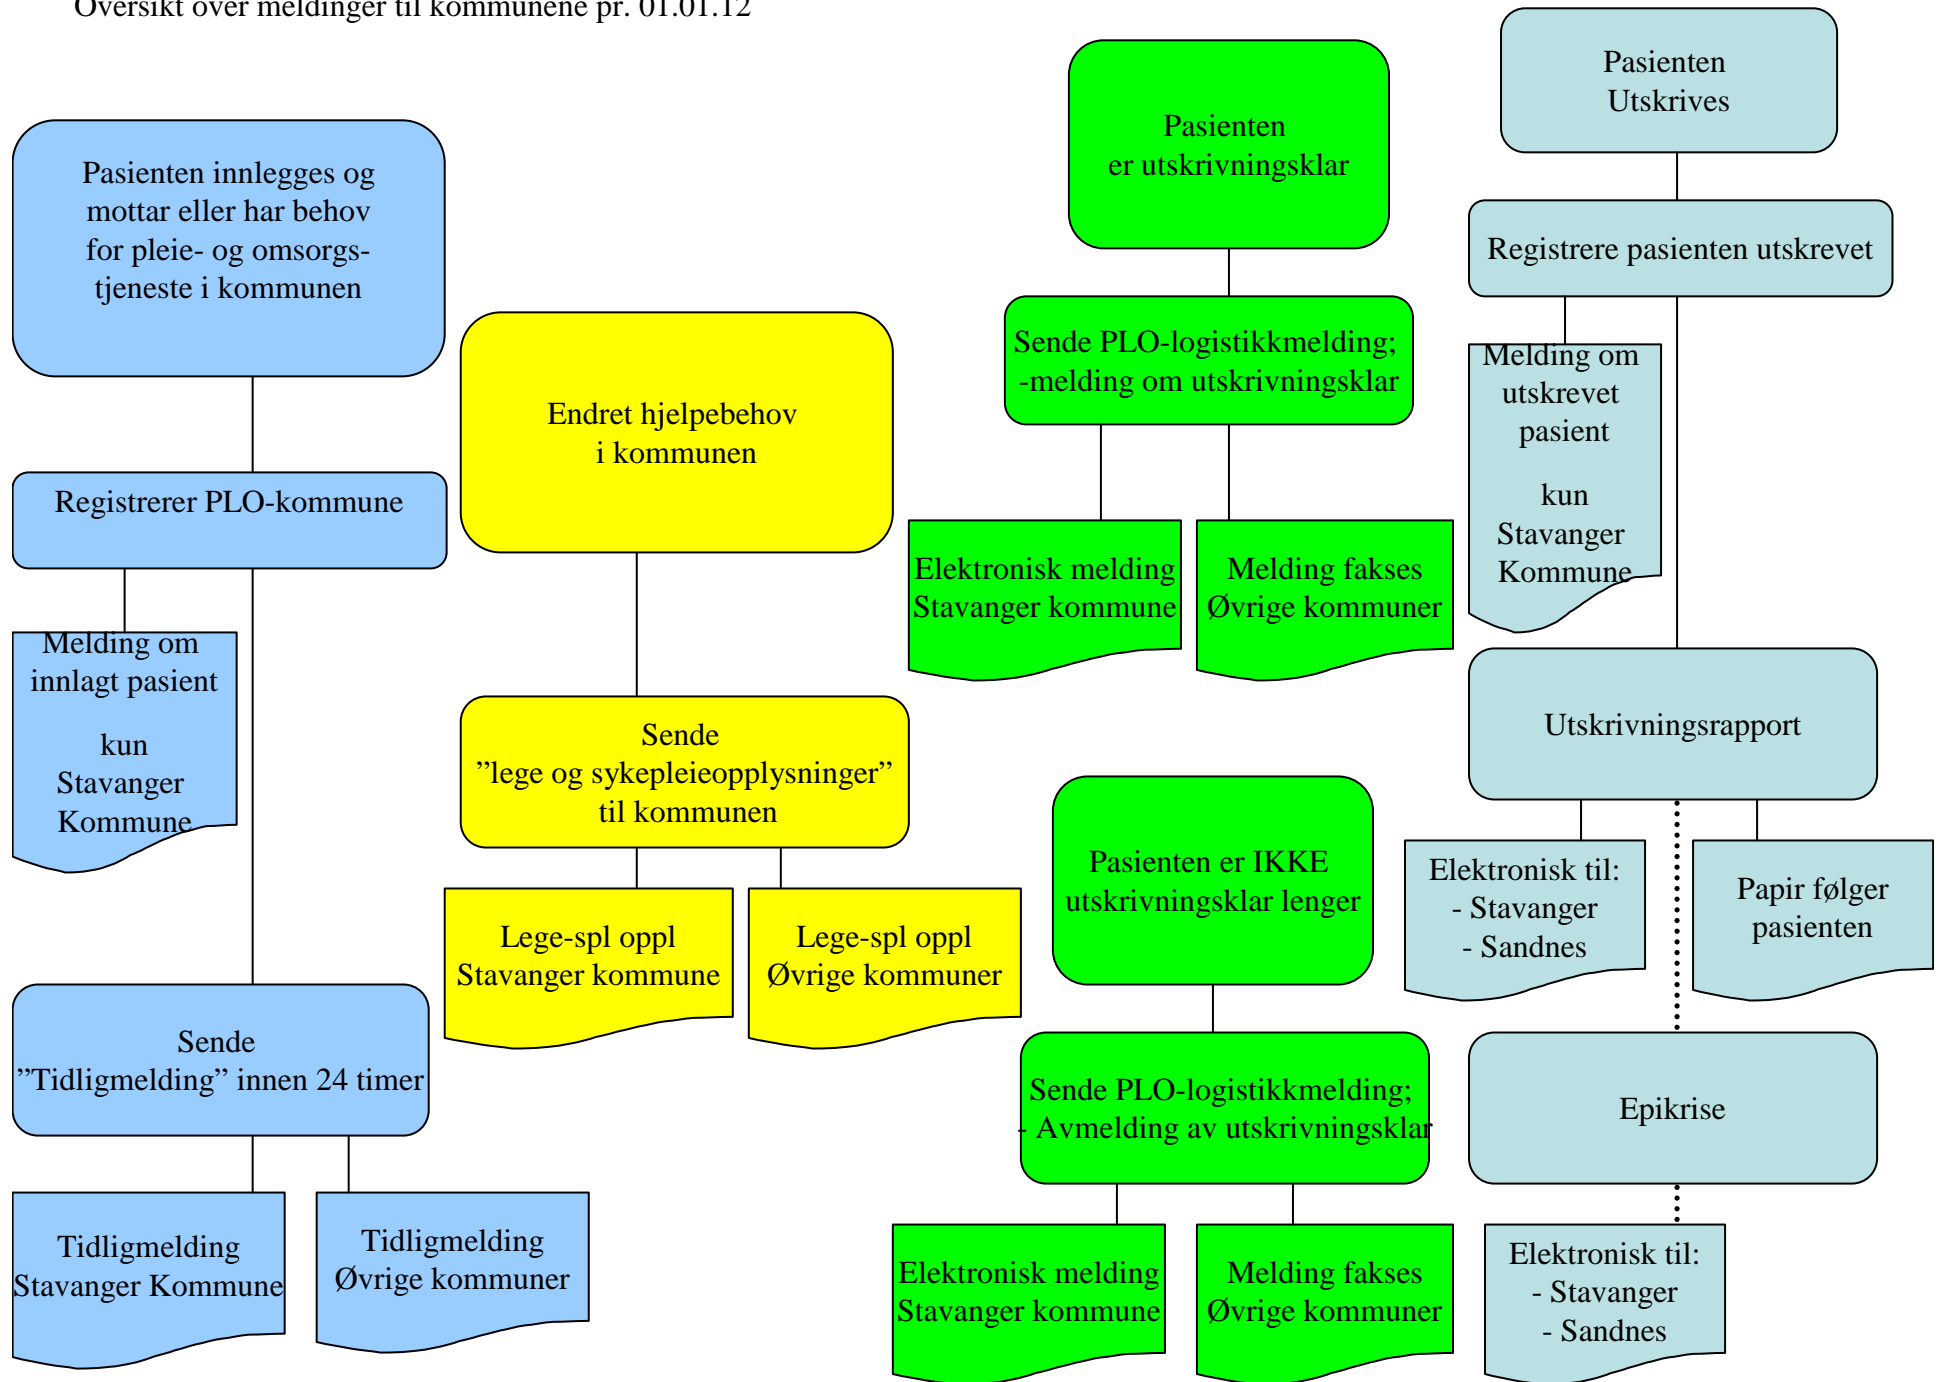 Oversikt over meldinger til kommunene pr. 01.01.12
Pasienten innlegges og
mottar eller har behov
for pleie- og omsorgs-
tjeneste i kommunen
Registrerer PLO-kommune
Melding om
innlagt pasient
kun
Stavanger
Kommune
Sende
”Tidligmelding” innen 24 timer
Tidligmelding
Stavanger Kommune
Tidligmelding
Øvrige kommuner
Endret hjelpebehov
i kommunen
Sende
”lege og sykepleieopplysninger”
til kommunen
Lege-spl oppl
Stavanger kommune
Lege-spl oppl
Øvrige kommuner
Pasienten
er utskrivningsklar
Sende PLO-logistikkmelding;
-melding om utskrivningsklar
Elektronisk melding
Stavanger kommune
Melding fakses
Øvrige kommuner
Pasienten er IKKE
utskrivningsklar lenger
Sende PLO-logistikkmelding;
- Avmelding av utskrivningsklar
Elektronisk melding
Stavanger kommune
Melding fakses
Øvrige kommuner
Pasienten
Utskrives
Registrere pasienten utskrevet
Melding om
utskrevet
pasient
kun
Stavanger
Kommune
Utskrivningsrapport
Elektronisk til:
- Stavanger
- Sandnes
Papir følger
pasienten
Epikrise
Elektronisk til:
- Stavanger
- Sandnes